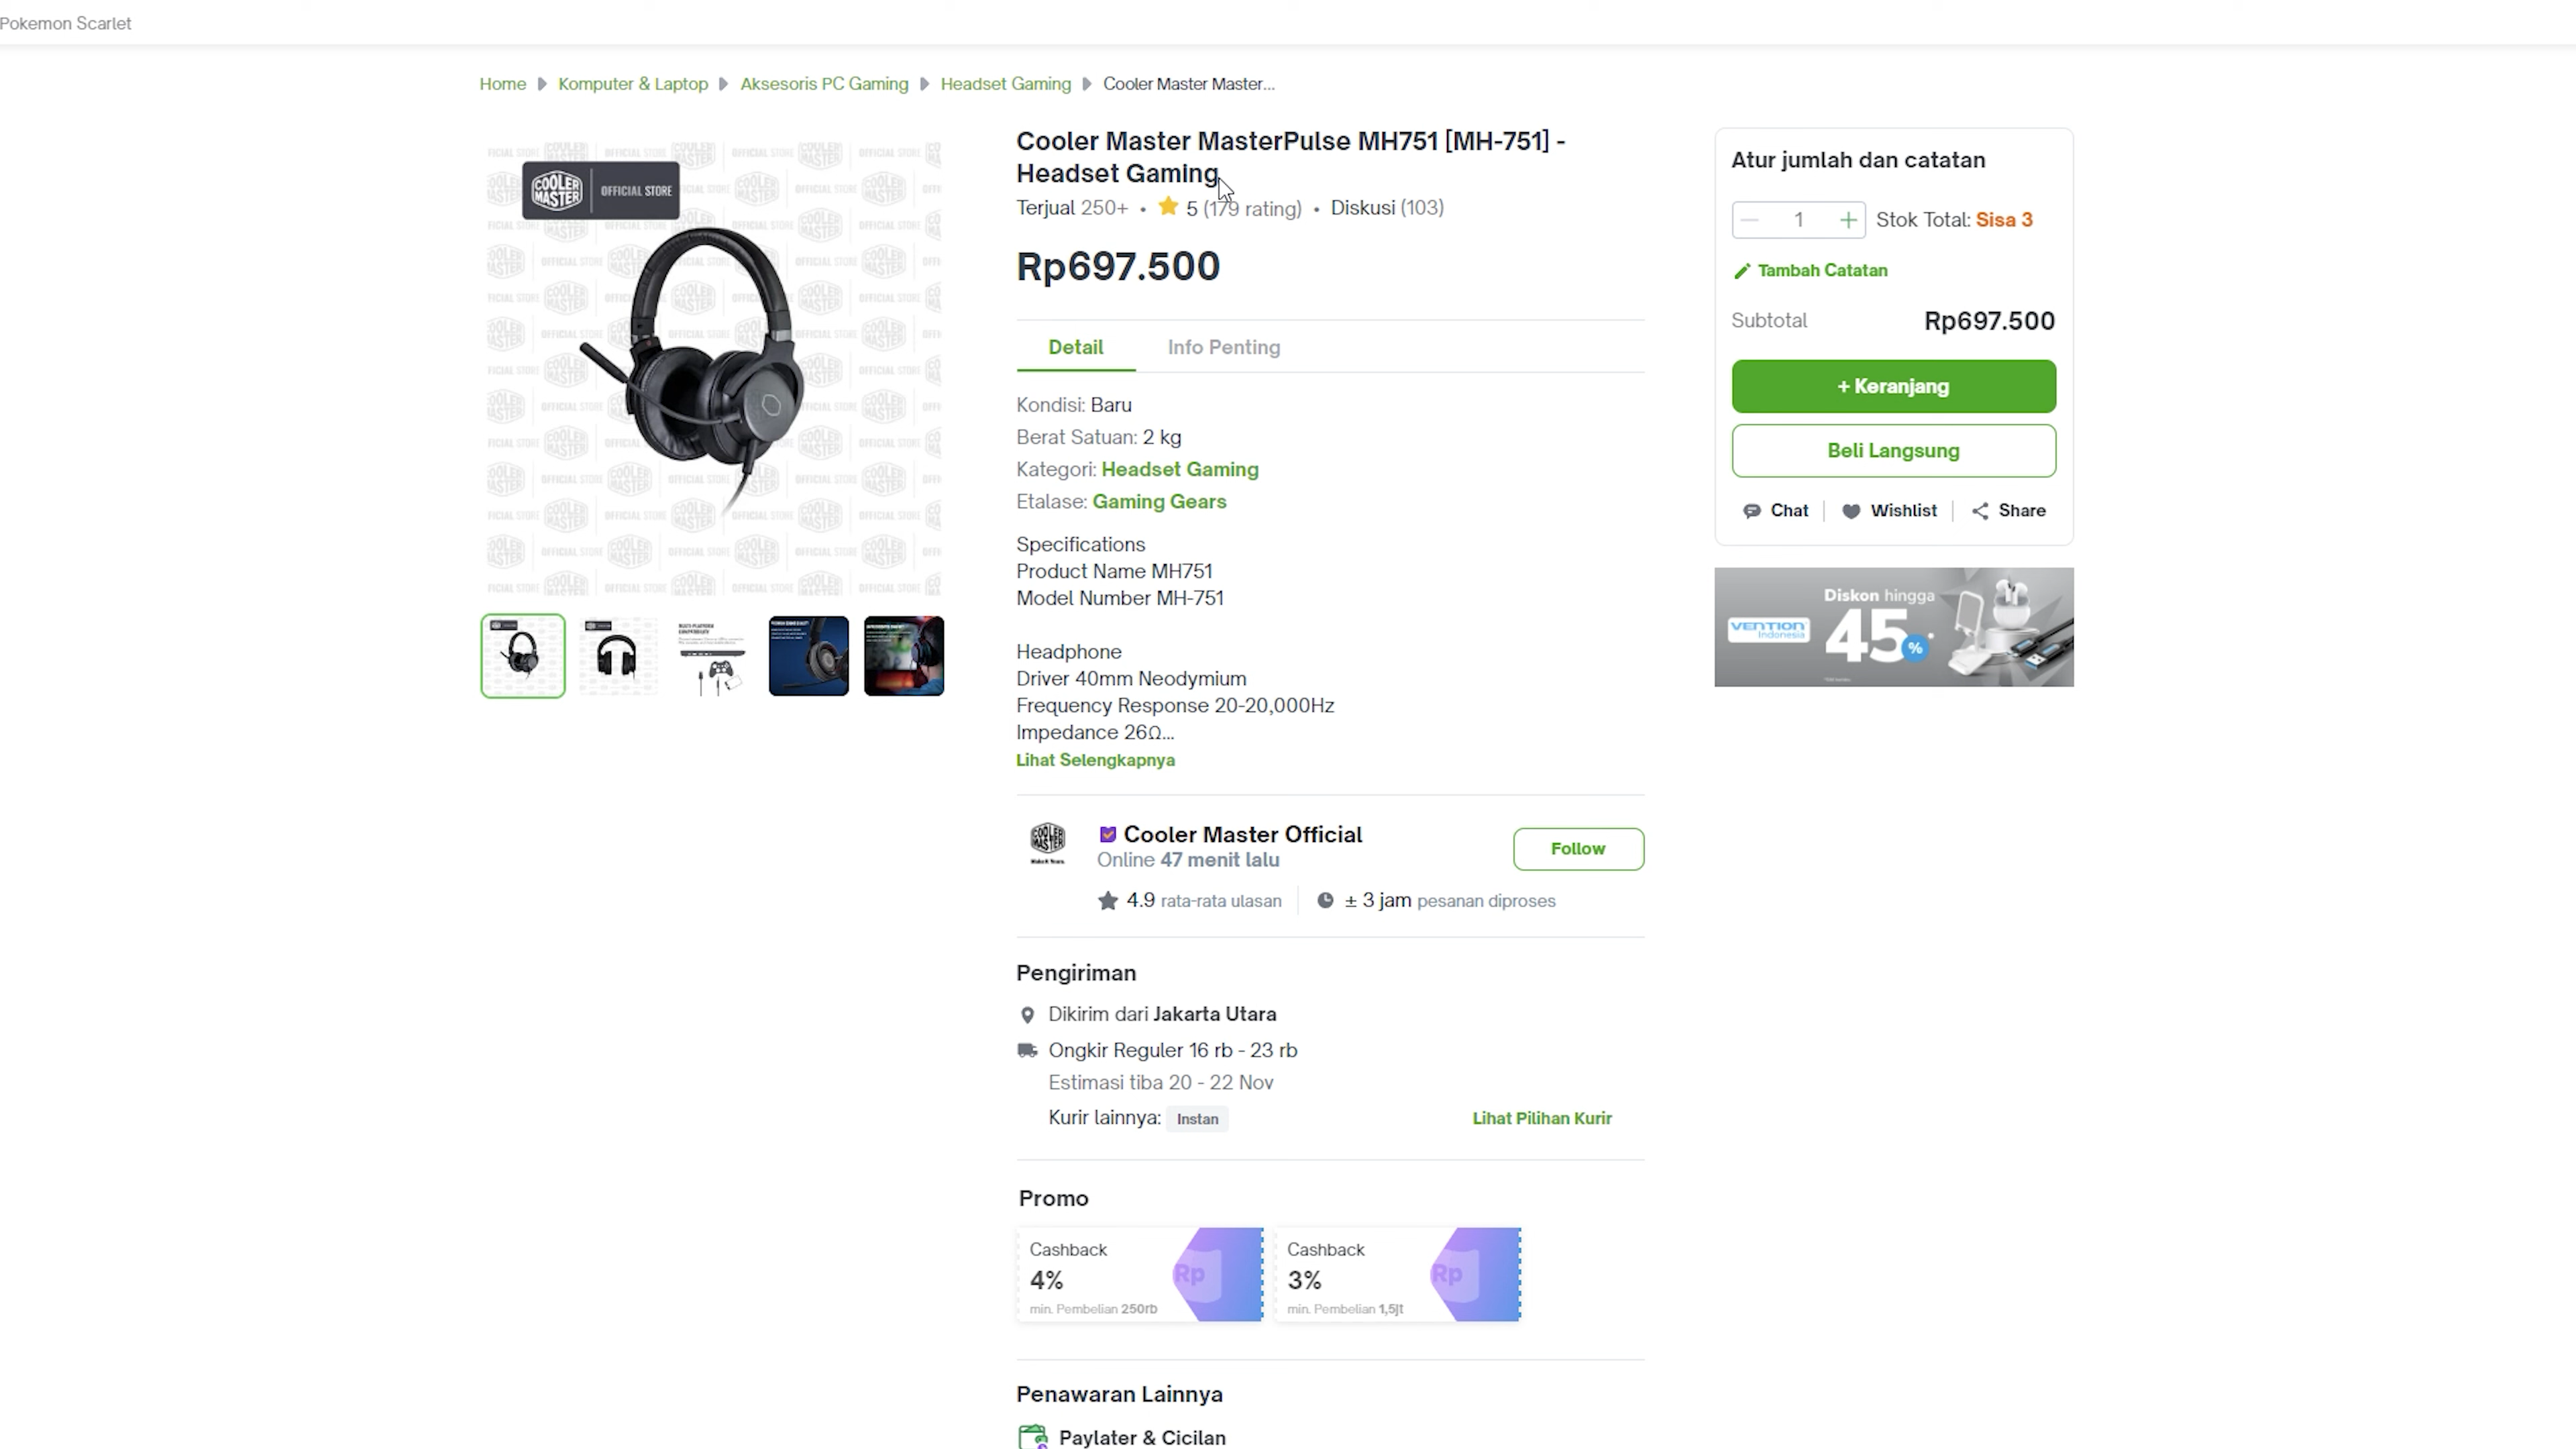 Pokemon Scarlet
Home Komputer & Laptop Aksesoris PC Gaming Headset Gaming Cooler Master Master...
COOLER MASTER OFFICIAL STORE
Cooler Master MasterPulse MH751 [MH-751] -
Headset Gaming
Terjual 250+ • 5 (179 rating) • Diskusi (103)
Rp697.500
Detail Info Penting
Kondisi: Baru
Berat Satuan: 2 kg
Kategori: Headset Gaming
Etalase: Gaming Gears
Specifications
Product Name MH751
Model Number MH-751
Headphone
Driver 40mm Neodymium
Frequency Response 20-20,000Hz
Impedance 26Ω...
Lihat Selengkapnya
COOLER MASTER
Cooler Master Official
Online 47 menit lalu
Follow
4.9 rata-rata ulasan
± 3 jam pesanan diproses
Pengiriman
Dikirim dari Jakarta Utara
Ongkir Reguler 16 rb - 23 rb
Estimasi tiba 20 - 22 Nov
Kurir lainnya: Instan Lihat Pilihan Kurir
Promo
Cashback
4%
min. Pembelian 250rb
Rp
Cashback
3%
min. Pembelian 1,5jt
Rp
Penawaran Lainnya
Paylater & Cicilan
Atur jumlah dan catatan
1 + Stok Total: Sisa 3
Tambah Catatan
Subtotal Rp697.500
+ Keranjang
Beli Langsung
Chat Wishlist Share
VENTION
Indonesia
Diskon hingga
45%